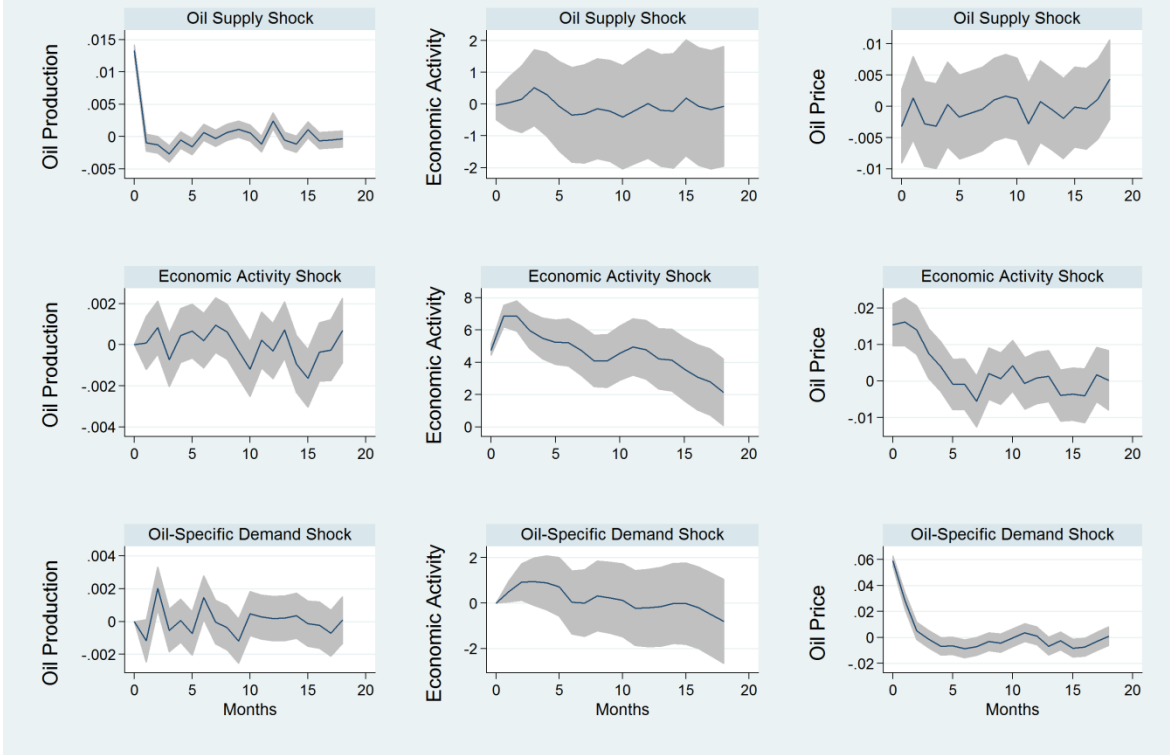 Oil Supply Shock
Oil Production
.015
.01
.005
0
-.005
0 5 10 15 20
Oil Supply Shock
Economic Activity
2
1
0
-1
-2
0 5 10 15 20
Oil Supply Shock
Oil Price
.01
.005
0
-.005
-.01
0 5 10 15 20
Economic Activity Shock
Oil Production
.002
0
-.002
-.004
0 5 10 15 20
Economic Activity Shock
Economic Activity
8
6
4
2
0
0 5 10 15 20
Economic Activity Shock
Oil Price
.02
.01
0
-.01
0 5 10 15 20
Oil-Specific Demand Shock
Oil Production
.004
.002
0
-.002
0 5 10 15 20
Months
Oil-Specific Demand Shock
Economic Activity
2
0
-2
0 5 10 15 20
Months
Oil-Specific Demand Shock
Oil Price
.06
.04
.02
0
-.02
0 5 10 15 20
Months